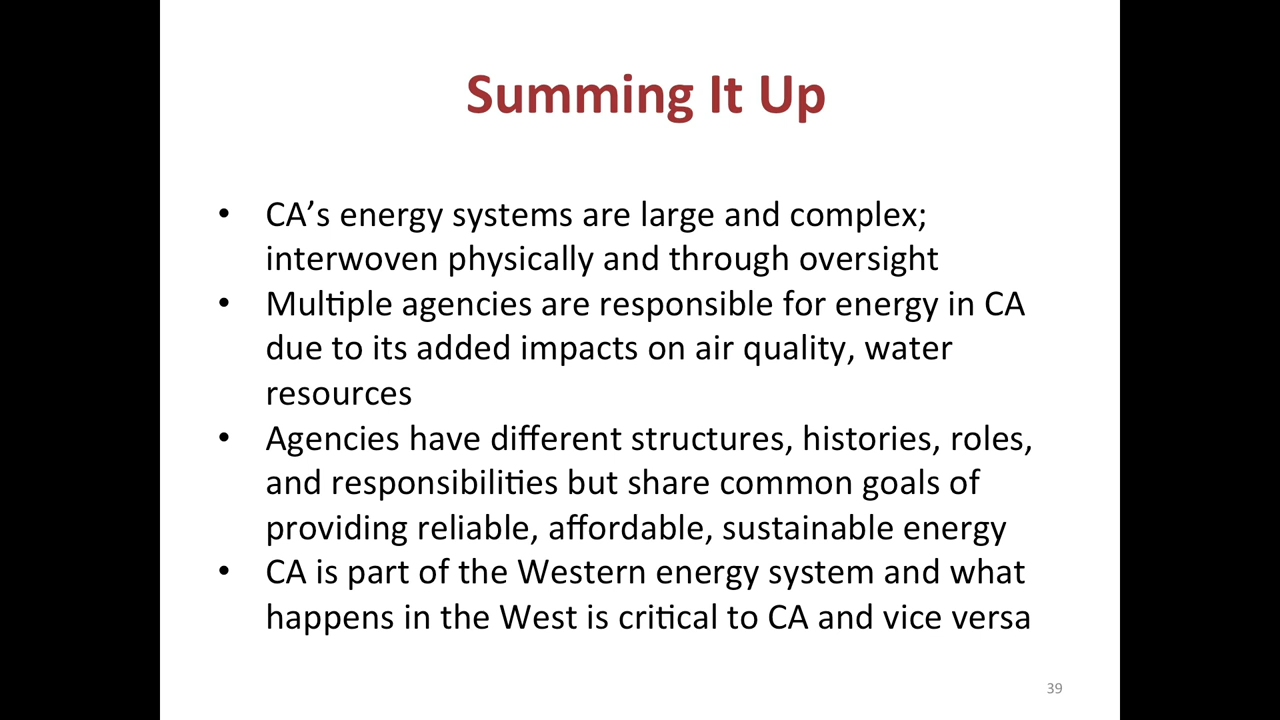 Summing It Up
• CA’s energy systems are large and complex;
interwoven physically and through oversight
• Multiple agencies are responsible for energy in CA
due to its added impacts on air quality, water
resources
• Agencies have different structures, histories, roles,
and responsibilities but share common goals of
providing reliable, affordable, sustainable energy
• CA is part of the Western energy system and what
happens in the West is critical to CA and vice versa
39